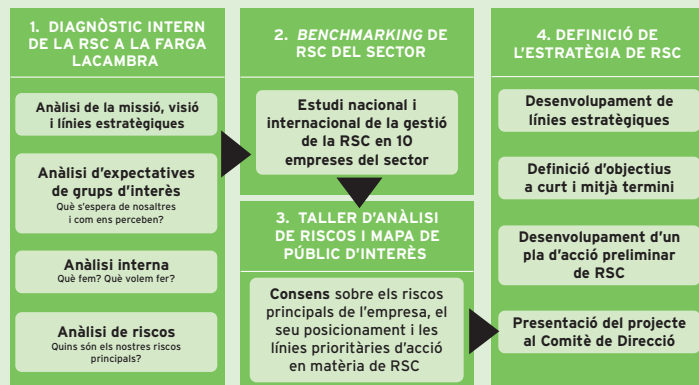 1. DIAGNÒSTIC INTERN
DE LA RSC A LA FARGA
LACAMBRA
Anàlisi de la missió, visió
i línies estratègiques
Anàlisi d'expectatives
de grups d'interès
Què s'espera de nosaltres
i com ens perceben?
Anàlisi interna
Què fem? Què volem fer?
Anàlisi de riscos
Quins són els nostres riscos
principals?
2. BENCHMARKING DE
RSC DEL SECTOR
Estudi nacional i
internacional de la gestió
de la RSC en 10
empreses del sector
3. TALLER D'ANÀLISI
DE RISCOS I MAPA DE
PÚBLIC D'INTERÈS
Consens sobre els riscos
principals de l'empresa, el
seu posicionament i les
línies prioritàries d'acció
en matèria de RSC
4. DEFINICIÓ DE
L'ESTRATÈGIA DE RSC
Desenvolupament de
línies estratègiques
Definició d'objectius
a curt i mitjà termini
Desenvolupament d'un
pla d'acció preliminar
de RSC
Presentació del projecte
al Comitè de Direcció